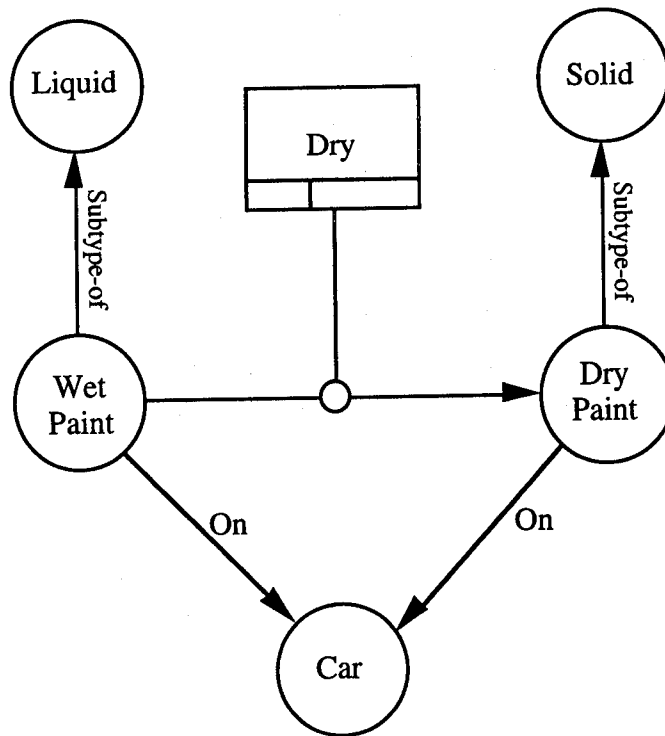 Liquid
Solid
Dry
Subtype-of
Subtype-of
Wet
Paint
Dry
Paint
On
On
Car